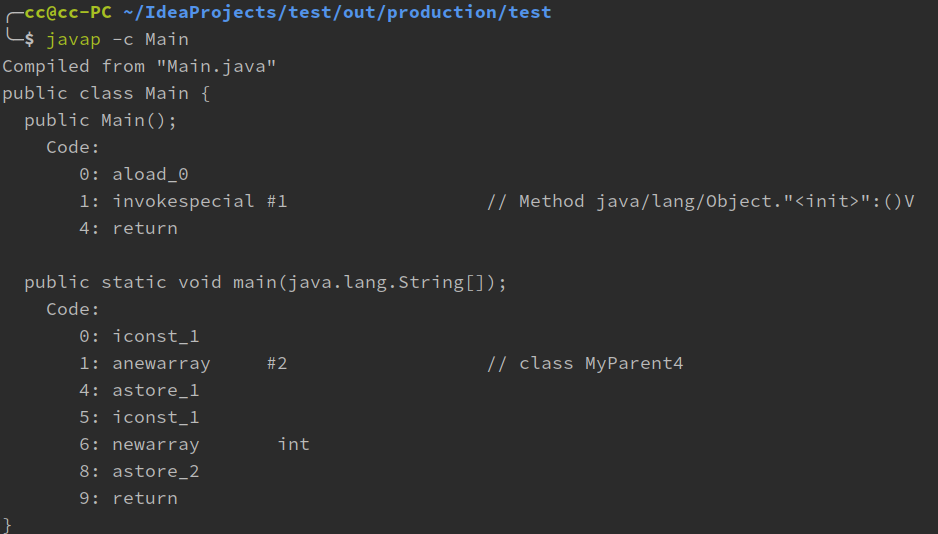 ╭─cc@cc-PC ~/IdeaProjects/test/out/production/test
╰─$ javap -c Main
Compiled from "Main.java"
public class Main {
  public Main();
    Code:
       0: aload_0
       1: invokespecial #1                  // Method java/lang/Object."<init>":()V
       4: return

  public static void main(java.lang.String[]);
    Code:
       0: iconst_1
       1: anewarray     #2                  // class MyParent4
       4: astore_1
       5: iconst_1
       6: newarray       int
       8: astore_2
       9: return
}